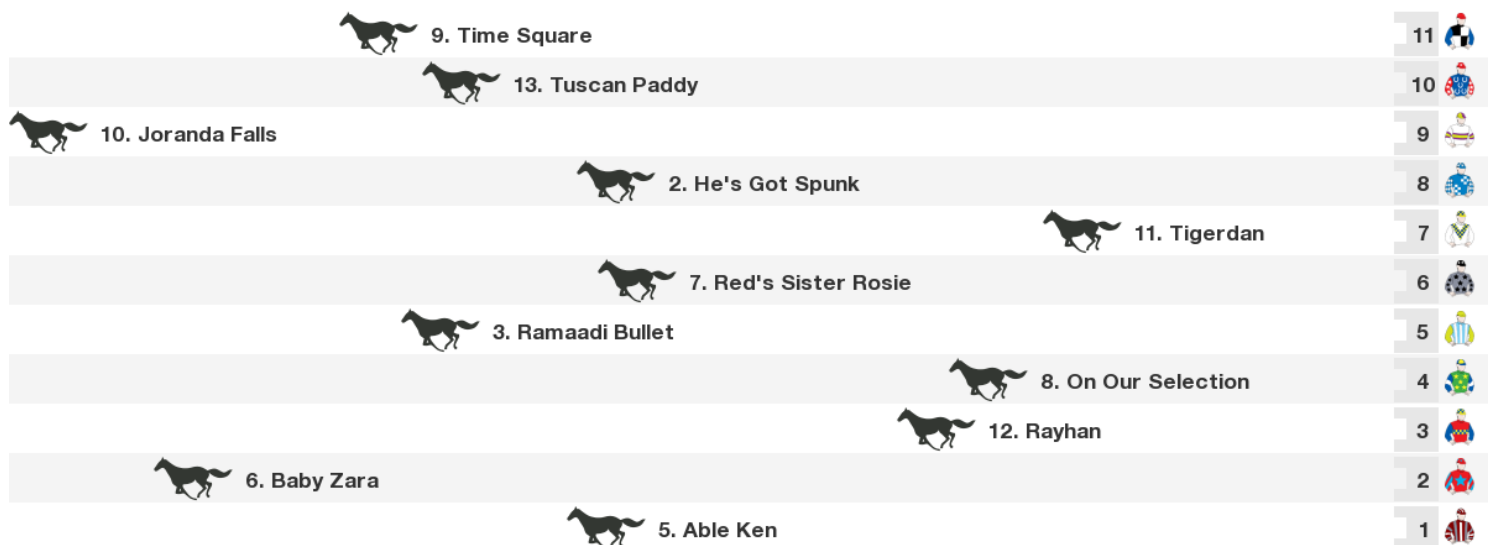 9. Time Square 11
13. Tuscan Paddy 10
10. Joranda Falls 9
2. He's Got Spunk 8
11. Tigerdan 7
7. Red's Sister Rosie 6
3. Ramaadi Bullet 5
8. On Our Selection 4
12. Rayhan 3
6. Baby Zara 2
5. Able Ken 1